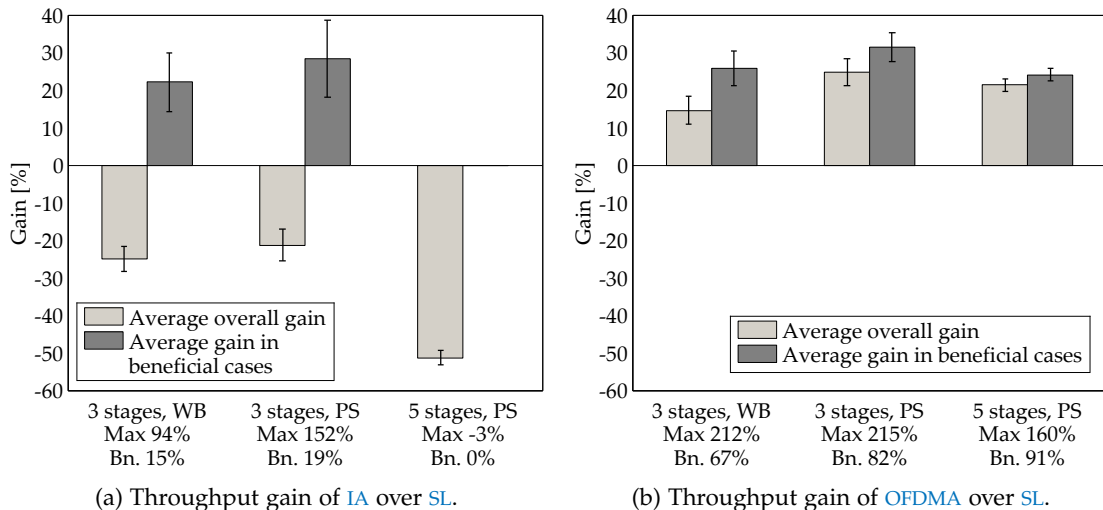 40
30
20
10
0
-10
-20
-30
-40
-50
-60
Gain [%]
Average overall gain
Average gain in
beneficial cases
3 stages, WB
Max 94%
Bn. 15%
3 stages, PS
Max 152%
Bn. 19%
5 stages, PS
Max -3%
Bn. 0%
(a) Throughput gain of IA over SL.
40
30
20
10
0
-10
-20
-30
-40
-50
-60
Gain [%]
Average overall gain
Average gain in beneficial cases
3 stages, WB
Max 212%
Bn. 67%
3 stages, PS
Max 215%
Bn. 82%
5 stages, PS
Max 160%
Bn. 91%
(b) Throughput gain of OFDMA over SL.